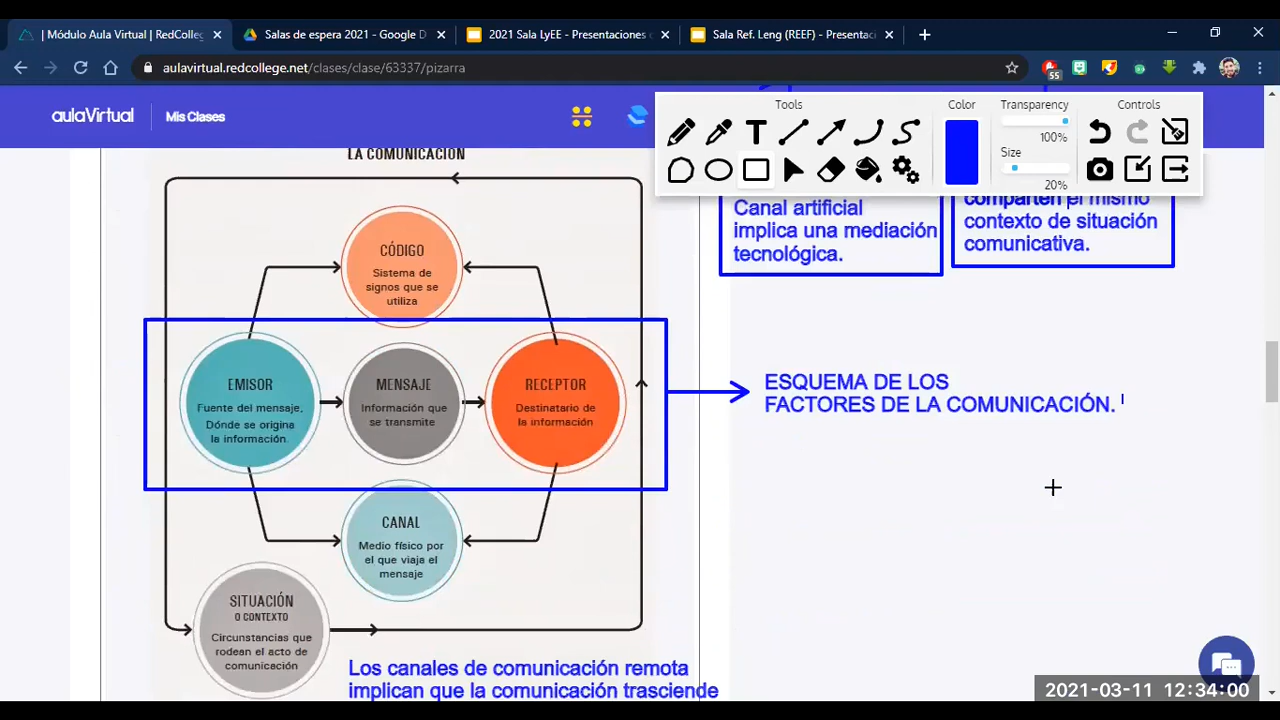 | Módulo Aula Virtual | RedColleg
Salas de espera 2021 - Google D
2021 Sala LyEE - Presentaciones
Sala Ref. Leng (REEF) - Presentac
aulavirtual.redcollege.net/clases/clase/63337/pizarra
55
aulaVirtual
Mis Clases
Tools
Color
Transparency
Controls
100%
Size
20%
LA COMUNICACIÓN
Canal artificial
implica una mediación
tecnológica.
comparten el mismo
contexto de situación
comunicativa.
CÓDIGO
Sistema de
signos que se
utiliza
EMISOR
Fuente del mensaje,
Dónde se origina
la información.
MENSAJE
Información que
se transmite
RECEPTOR
Destinatario de
la información
ESQUEMA DE LOS
FACTORES DE LA COMUNICACIÓN.
CANAL
Medio físico por
el que viaja el
mensaje
SITUACIÓN
O CONTEXTO
Circunstancias que
rodean el acto de
comunicación
Los canales de comunicación remota
implican que la comunicación trasciende
2021-03-11 12:34:00